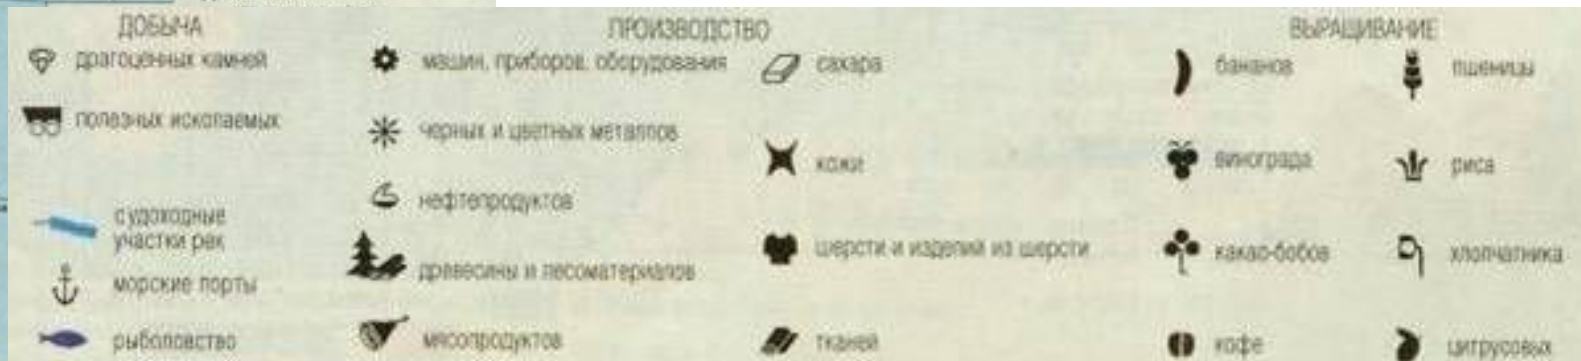 ДОБЫЧА
драгоценных камней
полезных ископаемых
судоходные
участки рек
морские порты
рыболовство
ПРОИЗВОДСТВО
машин, приборов, оборудования
черных и цветных металлов
нефтепродуктов
древесины и лесоматериалов
мясопродуктов
сахара
кожи
шерсти и изделий из шерсти
тканей
ВЫРАЩИВАНИЕ
бананов
винограда
какао-бобов
кофе
пшеницы
риса
хлопчатника
цитрусовых